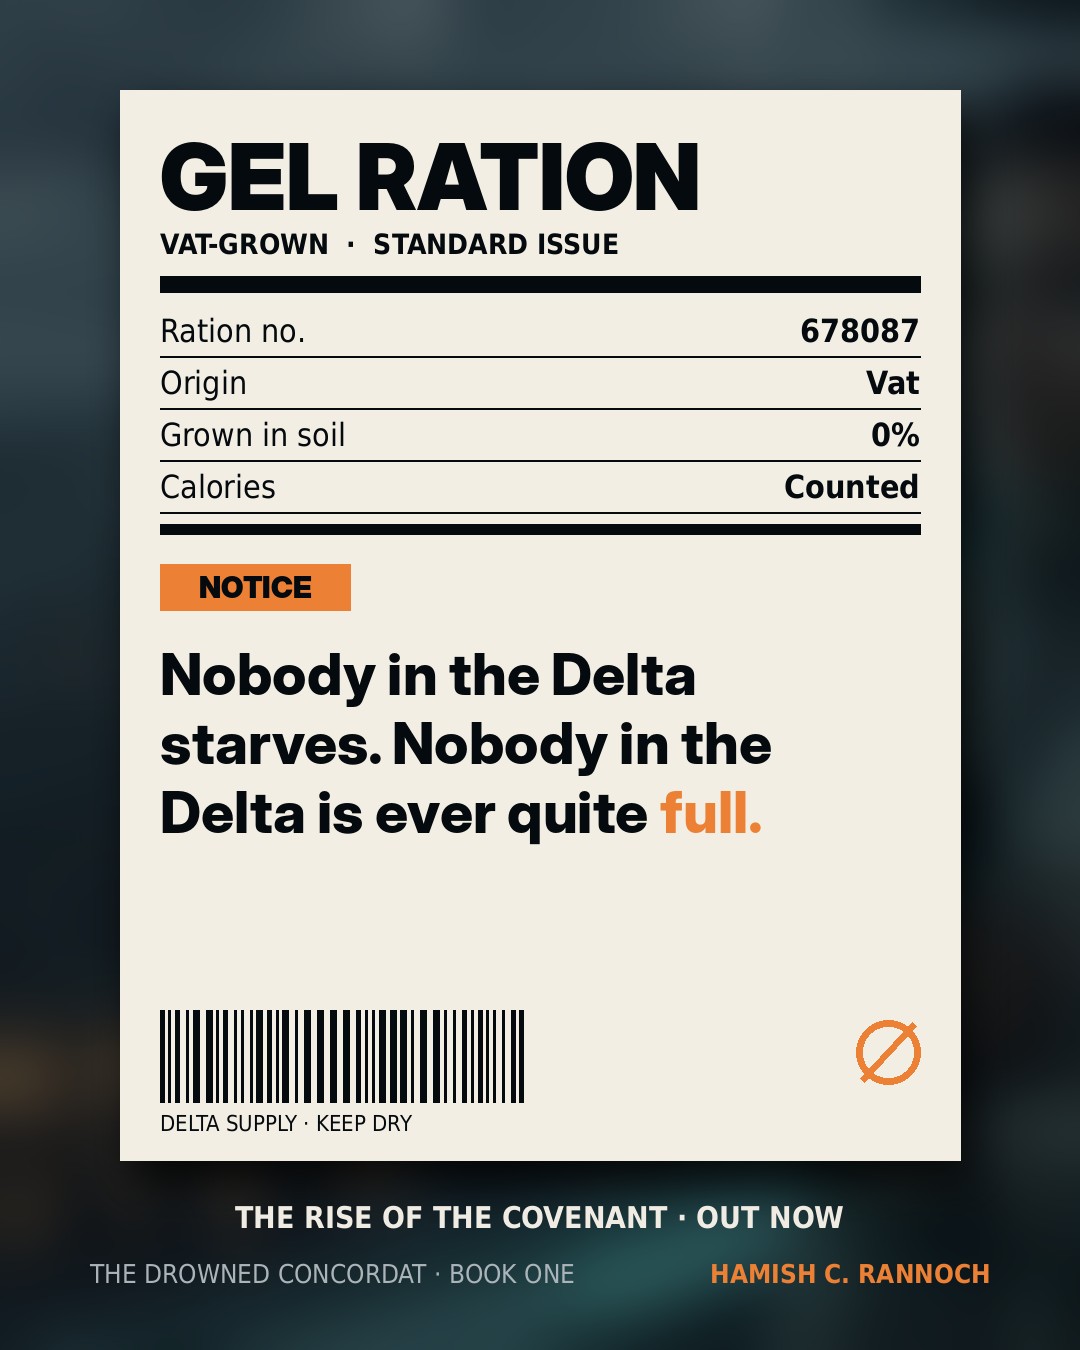 GEL RATION
VAT-GROWN · STANDARD ISSUE
Ration no. 678087
Origin Vat
Grown in soil 0%
Calories Counted
NOTICE
Nobody in the Delta
starves. Nobody in the
Delta is ever quite full.
DELTA SUPPLY · KEEP DRY
THE RISE OF THE COVENANT · OUT NOW
THE DROWNED CONCORDAT · BOOK ONE HAMISH C. RANNOCH